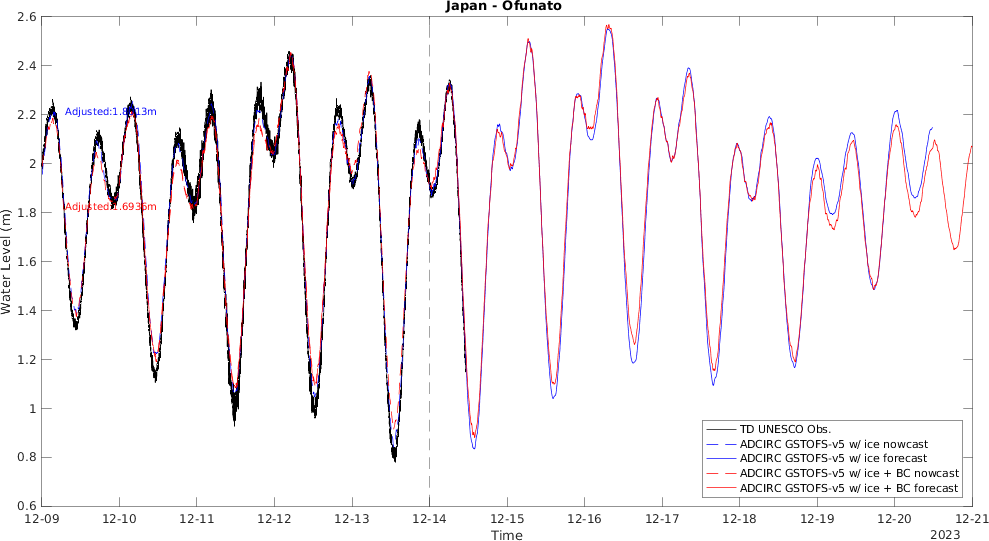 Japan - Ofunato
2.6
2.4
2.2
2
1.8
1.6
1.4
1.2
1
0.8
0.6
Water Level (m)
Adjusted:1.6936m
12-09
12-10
12-11
12-12
12-13
12-14
12-15
12-16
12-17
12-18
12-19
12-20
12-21
Time
2023
TD UNESCO Obs.
ADCIRC GSTOFS-v5 w/ ice nowcast
ADCIRC GSTOFS-v5 w/ ice forecast
ADCIRC GSTOFS-v5 w/ ice + BC nowcast
ADCIRC GSTOFS-v5 w/ ice + BC forecast